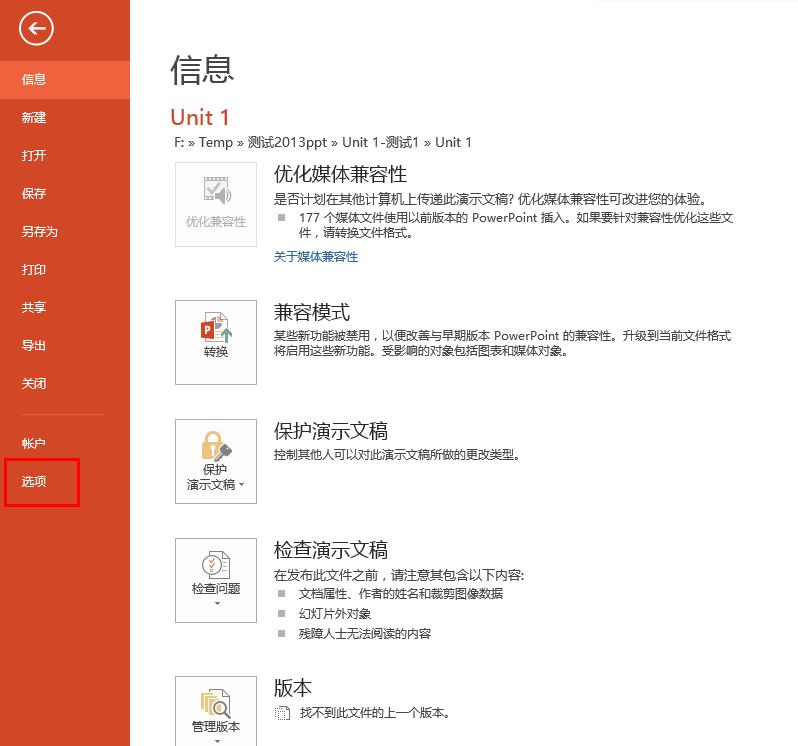 信息
新建
打开
保存
另存为
打印
共享
导出
关闭
帐户
选项
信息
Unit 1
F: » Temp » 测试2013ppt » Unit 1-测试1 » Unit 1
优化兼容性
优化媒体兼容性
是否计划在其他计算机上传递此演示文稿? 优化媒体兼容性可改进您的体验。
177 个媒体文件使用以前版本的 PowerPoint 插入。如果要针对兼容性优化这些文
件，请转换文件格式。
关于媒体兼容性
转换
兼容模式
某些新功能被禁用，以便改善与早期版本 PowerPoint 的兼容性。升级到当前文件格式
将启用这些新功能。受影响的对象包括图表和媒体对象。
保护
演示文稿
保护演示文稿
控制其他人可以对此演示文稿所做的更改类型。
检查问题
检查演示文稿
在发布此文件之前，请注意其包含以下内容:
文档属性、作者的姓名和裁剪图像数据
幻灯片外对象
残障人士无法阅读的内容
管理版本
版本
找不到此文件的上一个版本。